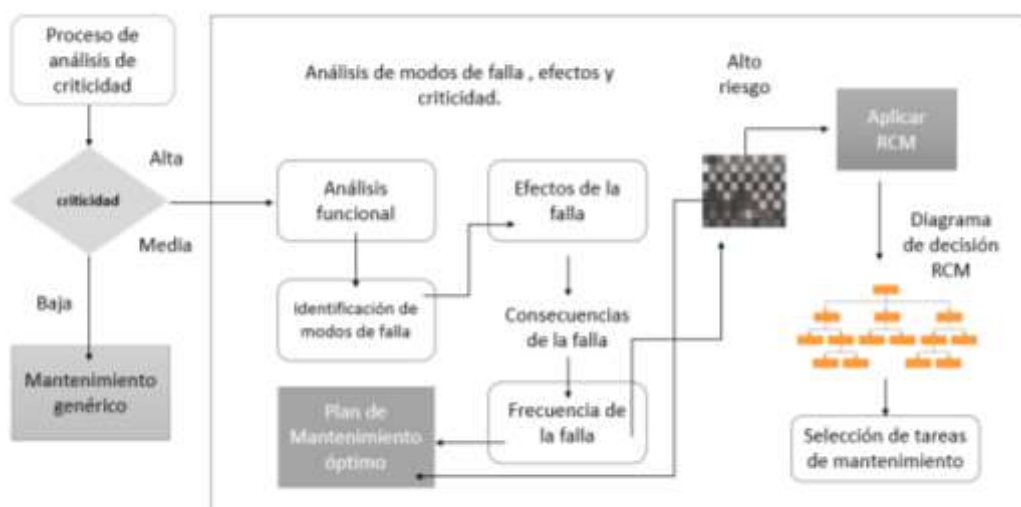 Proceso de
análisis de
criticidad
criticidad
Alta
Media
Baja
Mantenimiento
genérico
Análisis de modos de falla , efectos y
criticidad.
Análisis
funcional
Identificación de
modos de falla
Efectos de la
falla
Consecuencias
de la falla
Frecuencia de
la falla
Plan de
Mantenimiento
óptimo
Alto
riesgo
Aplicar
RCM
Diagrama
de decisión
RCM
Selección de tareas
de mantenimiento